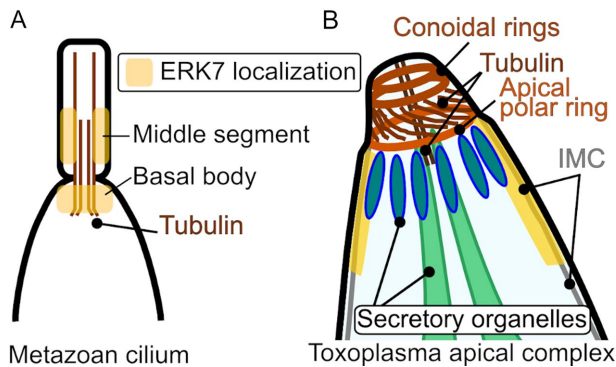 A
ERK7 localization
Middle segment
Basal body
Tubulin
Metazoan cilium
B
Conoidal rings
Tubulin
Apical
polar ring
IMC
Secretory organelles
Toxoplasma apical complex